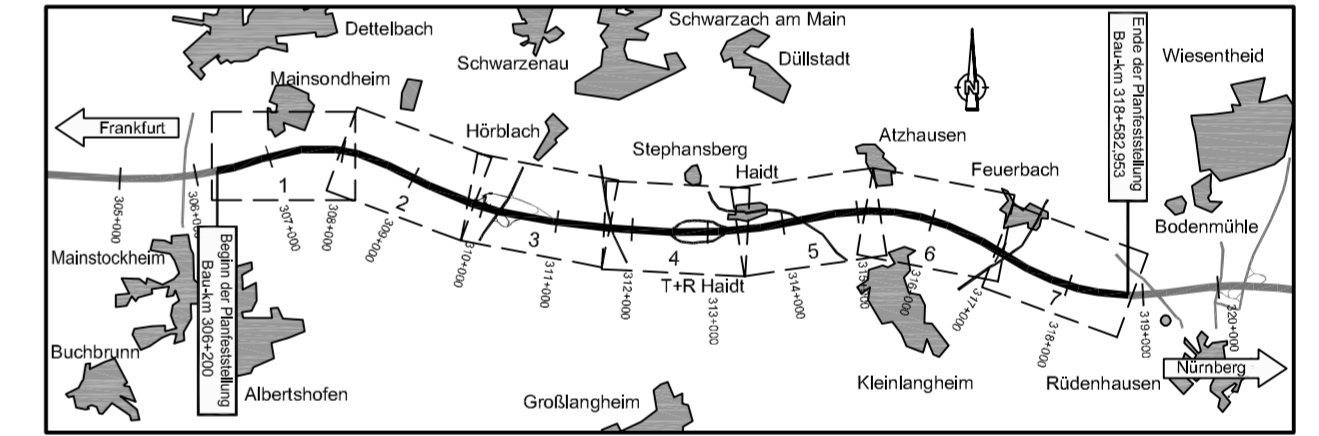 Dettelbach
Schwarzach am Main
Schwarzenau
Düllstadt
Wiesentheid
Mainsondheim
Frankfurt
Hörblach
Stephansberg
Haidt
Atzhausen
Feuerbach
N
Ende der Planfeststellung
Bau-km 318+582,953
Bodenmühle
1
2
3
4
5
6
7
305+000
306+000
307+000
308+000
309+000
310+000
311+000
312+000
313+000
314+000
315+000
316+000
317+000
318+000
319+000
320+000
T+R Haidt
Mainstockheim
Beginn der Planfeststellung
Bau-km 306+200
Buchbrunn
Albertshofen
Großlangheim
Kleinlangheim
Rüdenhausen
Nürnberg